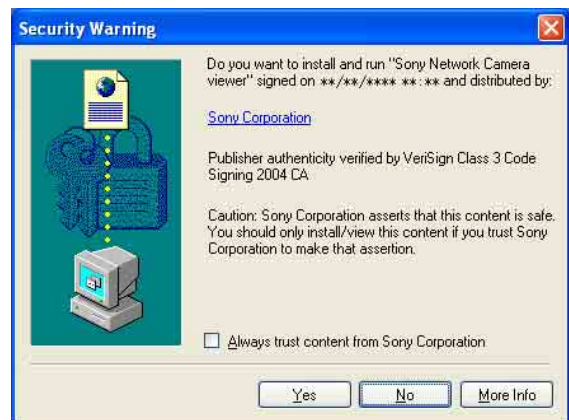 Security Warning
Do you want to install and run "Sony Network Camera
viewer" signed on **/**/**** **:** and distributed by:
Sony Corporation
Publisher authenticity verified by VeriSign Class 3 Code
Signing 2004 CA
Caution: Sony Corporation asserts that this content is safe.
You should only install/view this content if you trust Sony
Corporation to make that assertion.
Always trust content from Sony Corporation
Yes
No
More Info